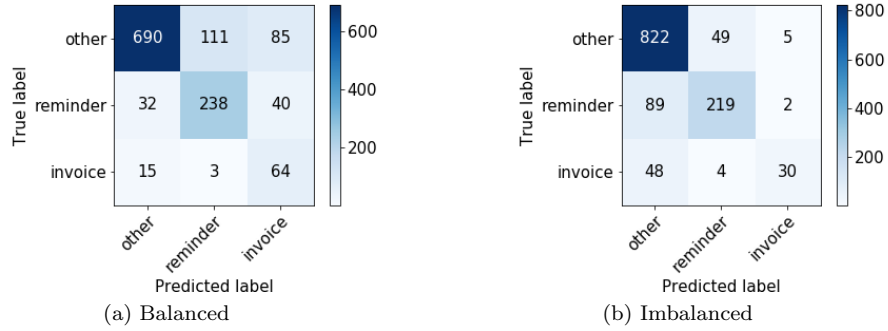 other 690 111 85
reminder 32 238 40
invoice 15 3 64
other reminder invoice
True label
Predicted label
600
400
200
(a) Balanced
other 822 49 5
reminder 89 219 2
invoice 48 4 30
other reminder invoice
True label
Predicted label
800
600
400
200
(b) Imbalanced